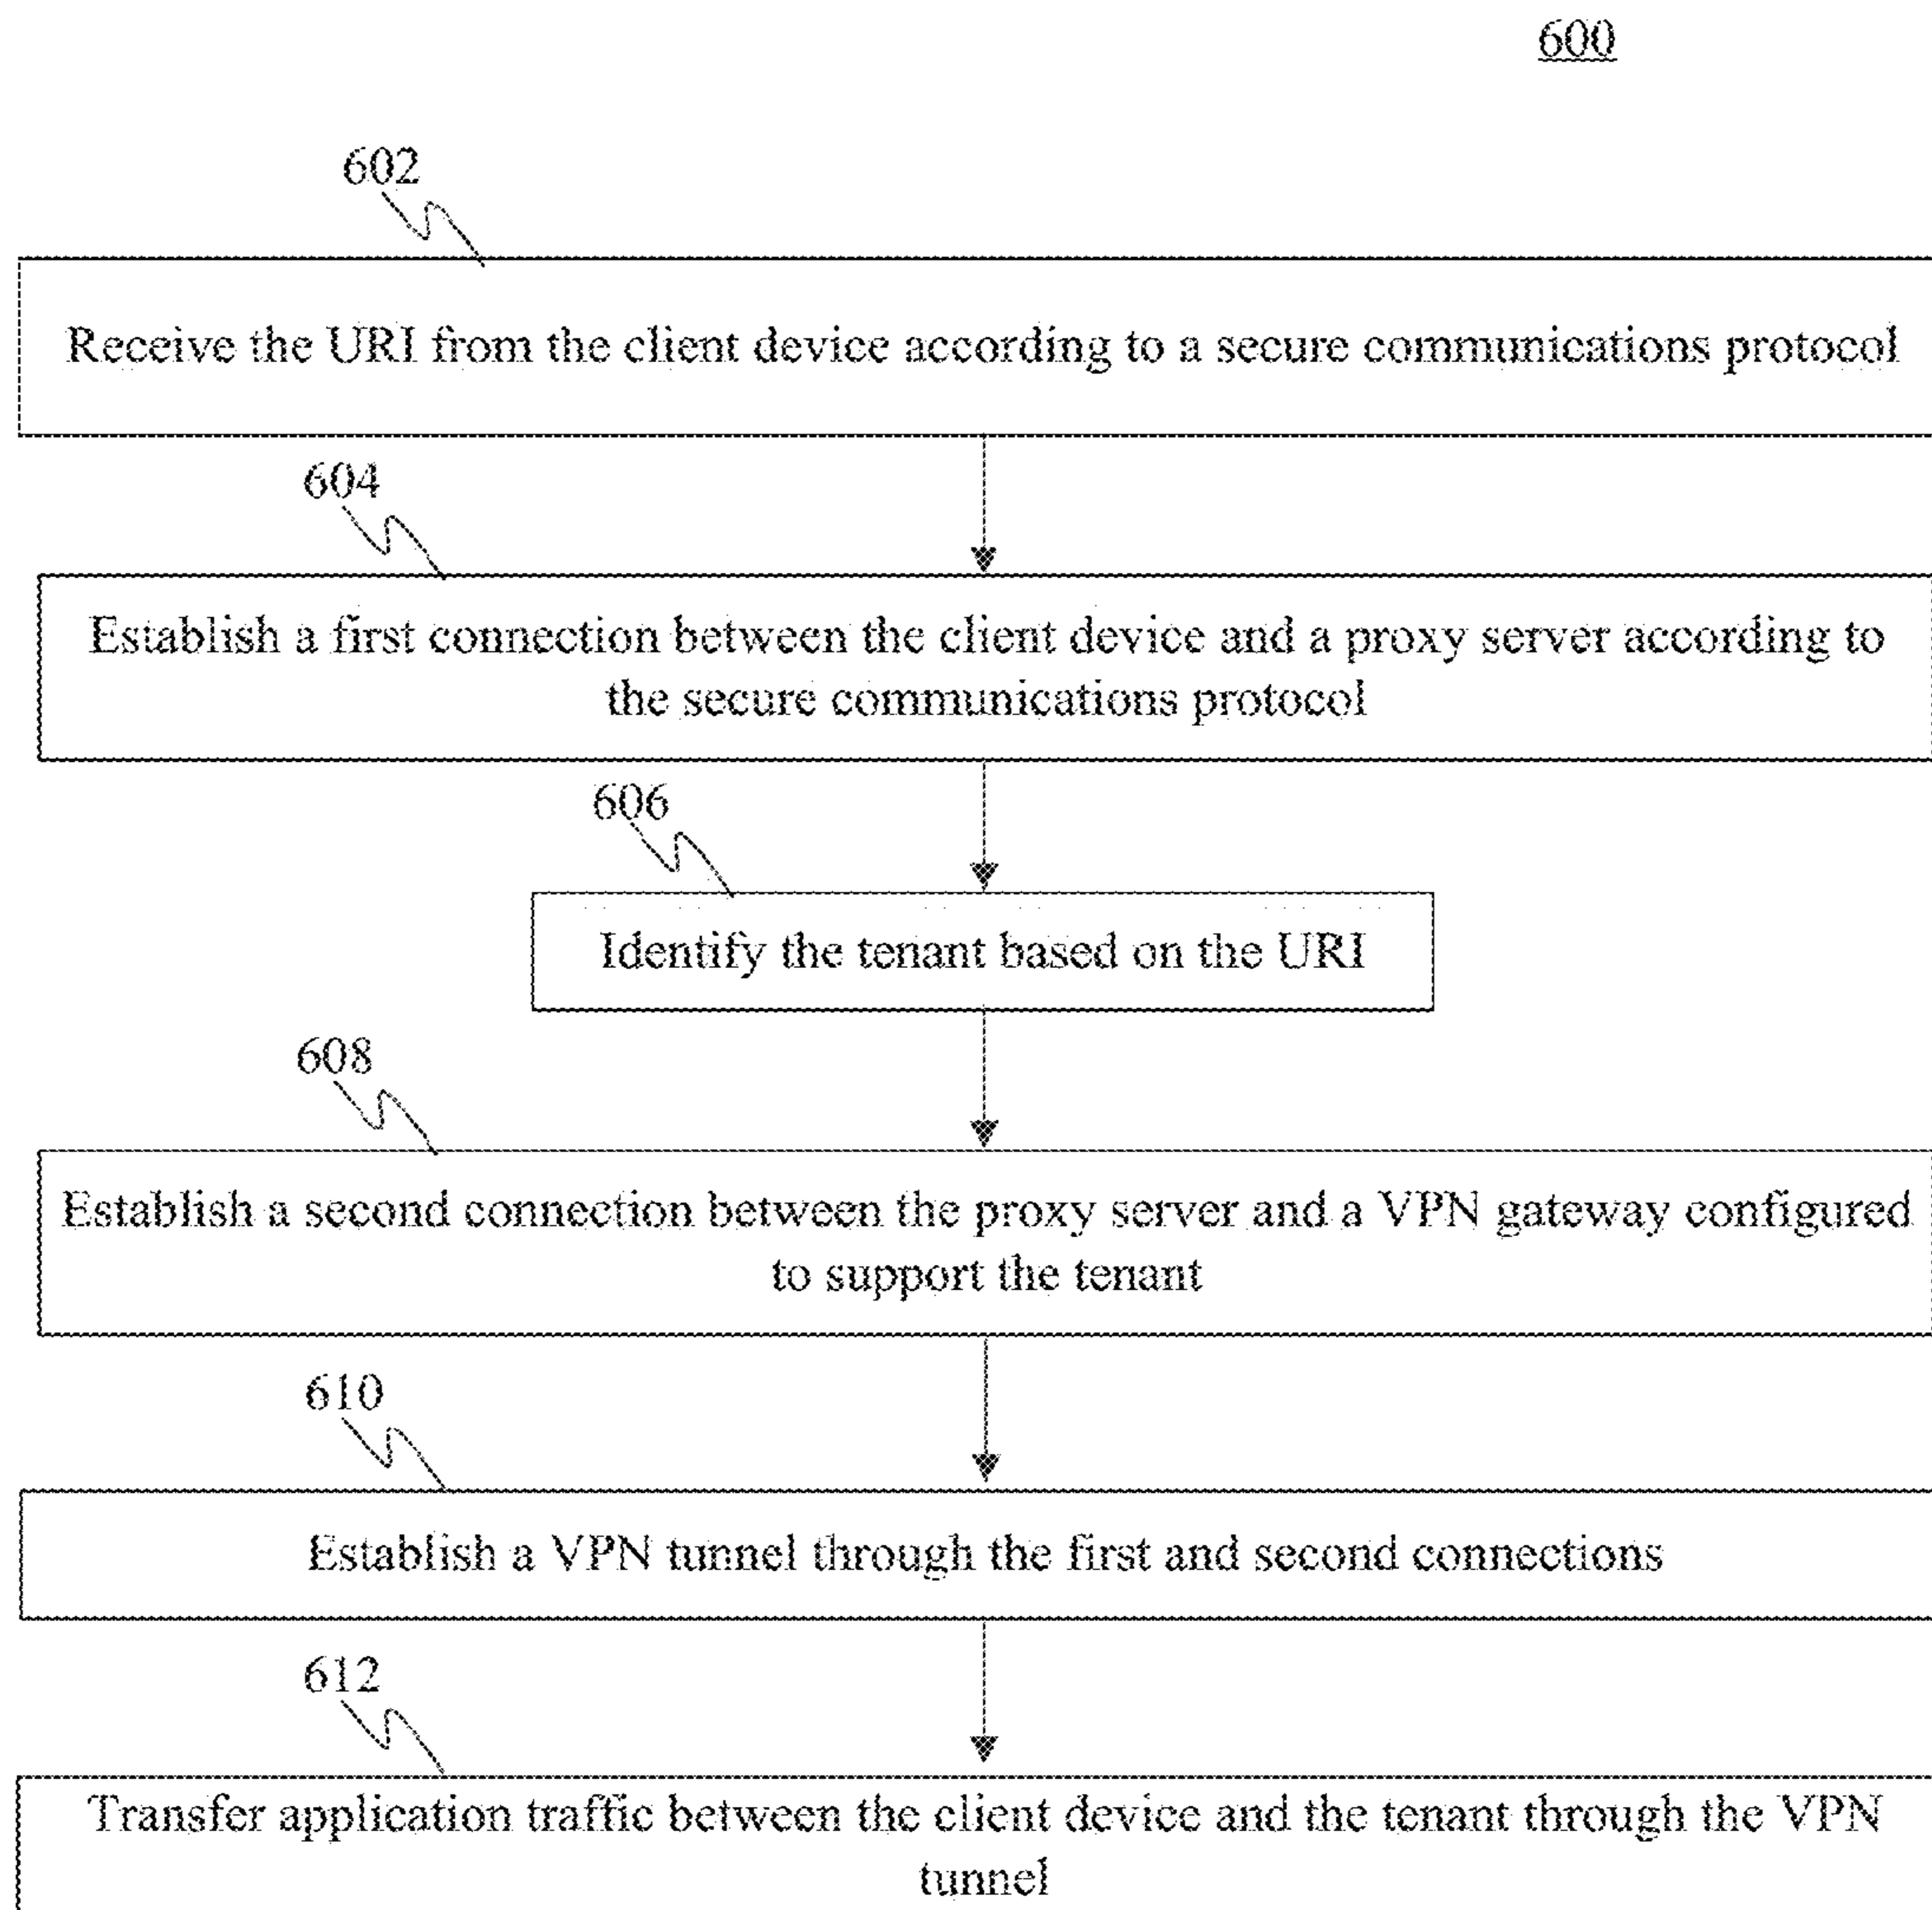 600
602
Receive the URI from the client device according to a secure communications protocol
604
Establish a first connection between the client device and a proxy server according to
the secure communications protocol
606
Identify the tenant based on the URI
608
Establish a second connection between the proxy server and a VPN gateway configured
to support the tenant
610
Establish a VPN tunnel through the first and second connections
612
Transfer application traffic between the client device and the tenant through the VPN
tunnel